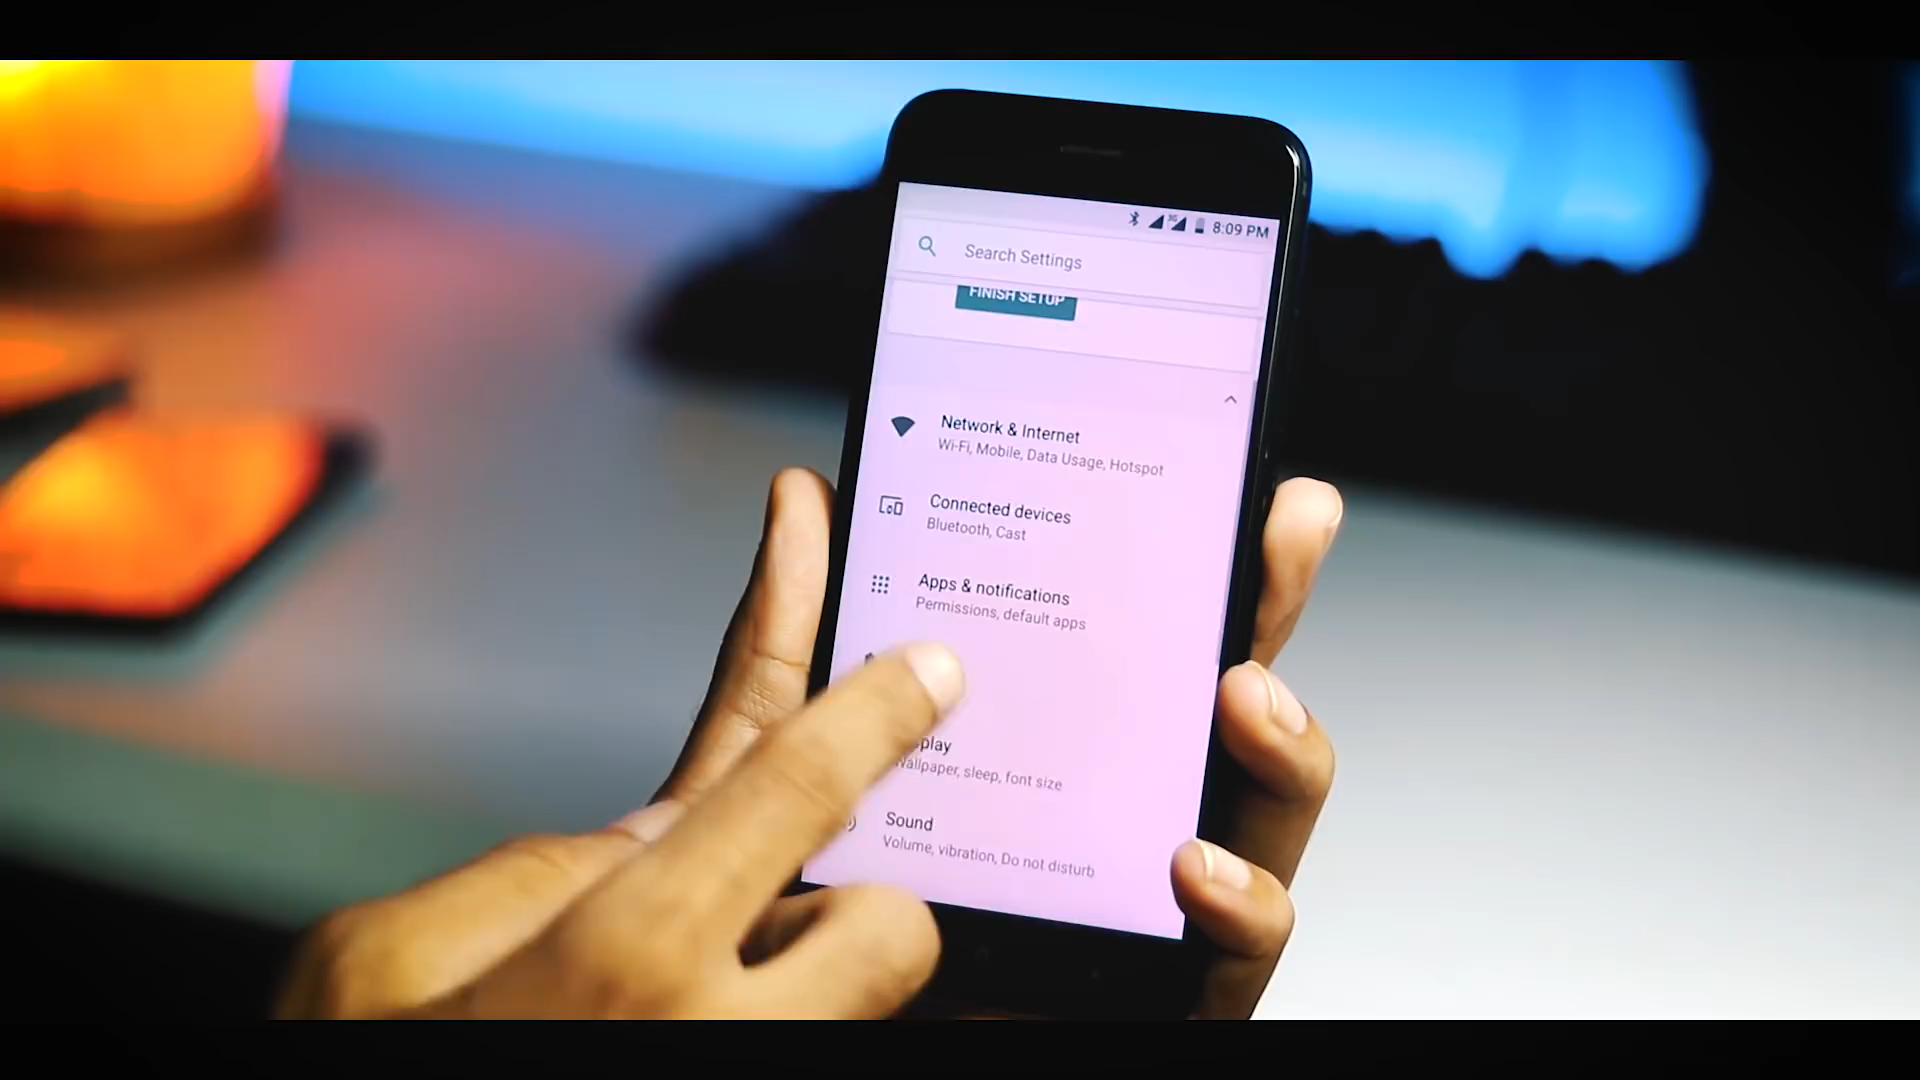 3G 8:09 PM
Search Settings
FINISH SETUP
Network & Internet
Wi-Fi, Mobile, Data Usage, Hotspot
Connected devices
Bluetooth, Cast
Apps & notifications
Permissions, default apps
play
Wallpaper, sleep, font size
Sound
Volume, vibration, Do not disturb